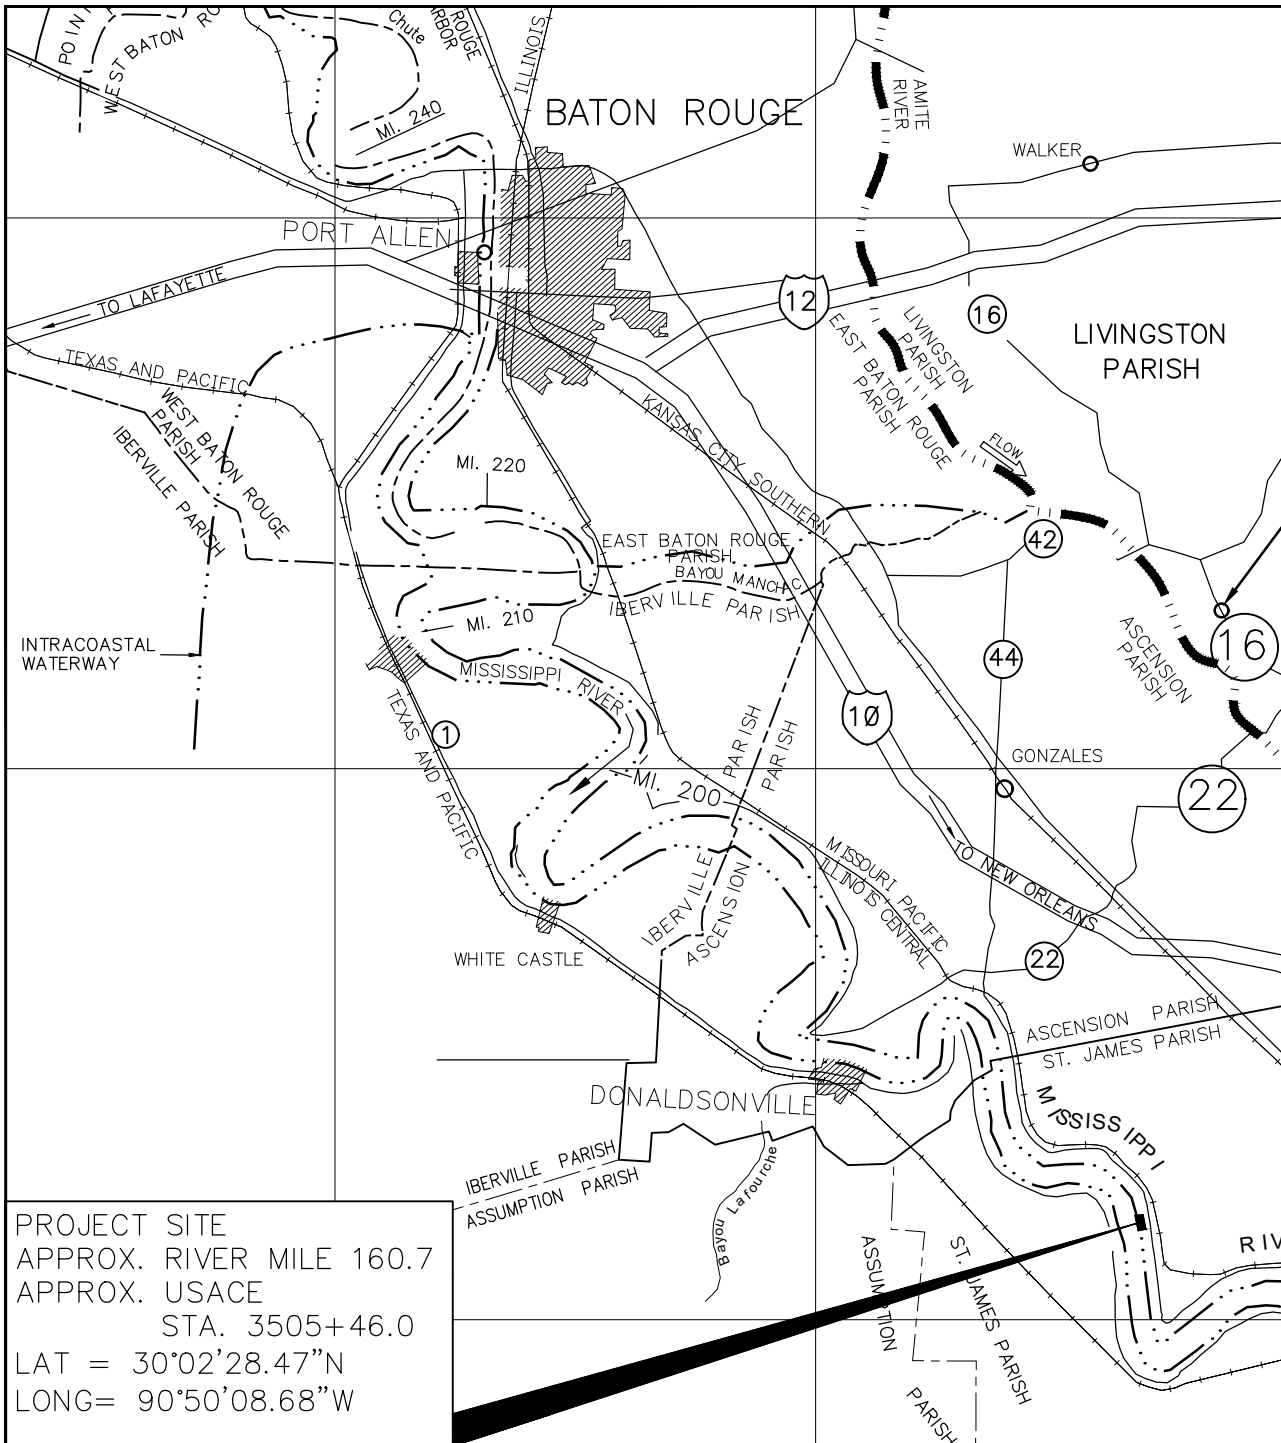 WEST BATON RO
Chute
ROUGE
RBOR
ILLINOIS
MI. 240
BATON ROUGE
AMITE
RIVER
WALKER
PORT ALLEN
TO LAFAYETTE
12
16
LIVINGSTON
PARISH
LIVINGSTON
PARISH
EAST BATON ROUGE
PARISH
TEXAS AND PACIFIC
WEST BATON ROUGE
PARISH
IBERVILLE PARISH
KANSAS CITY SOUTHERN
FLOW
MI. 220
42
EAST BATON ROUGE
PARISH
BAYOU MANCHAC
IBERVILLE PARISH
MI. 210
INTRACOASTAL
WATERWAY
MISSISSIPPI RIVER
ASCENSION
PARISH
16
44
TEXAS AND PACIFIC
1
10
PARISH
PARISH
GONZALES
MI. 200
22
MISSOURI PACIFIC
ILLINOIS CENTRAL
TO NEW ORLEANS
IBERVILLE
ASCENSION
WHITE CASTLE
22
ASCENSION PARISH
ST. JAMES PARISH
DONALDSONVILLE
MISSISSIPPI
IBERVILLE PARISH
ASSUMPTION PARISH
Bayou Lafourche
ASSUMPTION
PARISH
ST. JAMES PARISH
RIV
PROJECT SITE
APPROX. RIVER MILE 160.7
APPROX. USACE
STA. 3505+46.0
LAT = 30°02'28.47"N
LONG= 90°50'08.68"W